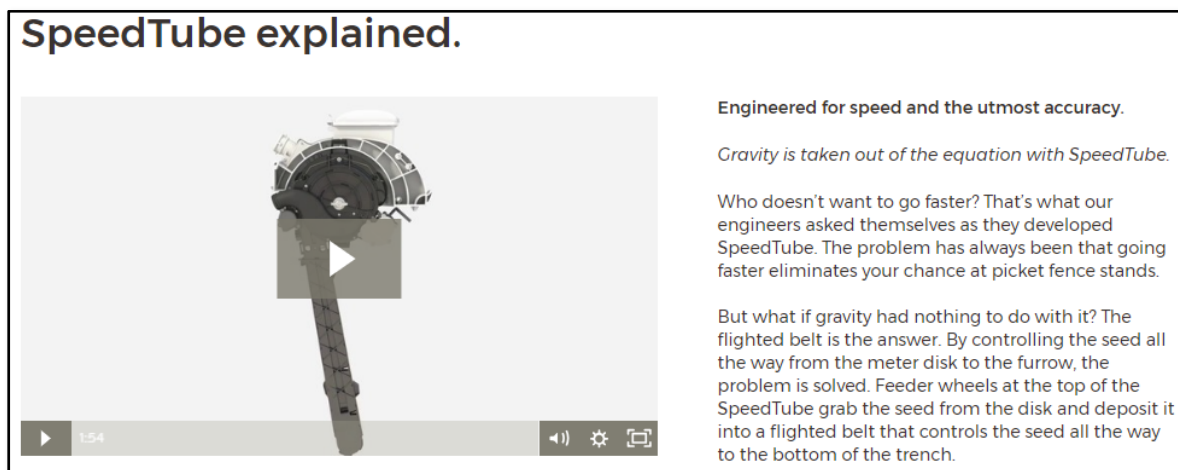 SpeedTube explained.
1:54
Engineered for speed and the utmost accuracy.
Gravity is taken out of the equation with SpeedTube.
Who doesn't want to go faster? That's what our
engineers asked themselves as they developed
SpeedTube. The problem has always been that going
faster eliminates your chance at picket fence stands.
But what if gravity had nothing to do with it? The
flighted belt is the answer. By controlling the seed all
the way from the meter disk to the furrow, the
problem is solved. Feeder wheels at the top of the
SpeedTube grab the seed from the disk and deposit it
into a flighted belt that controls the seed all the way
to the bottom of the trench.